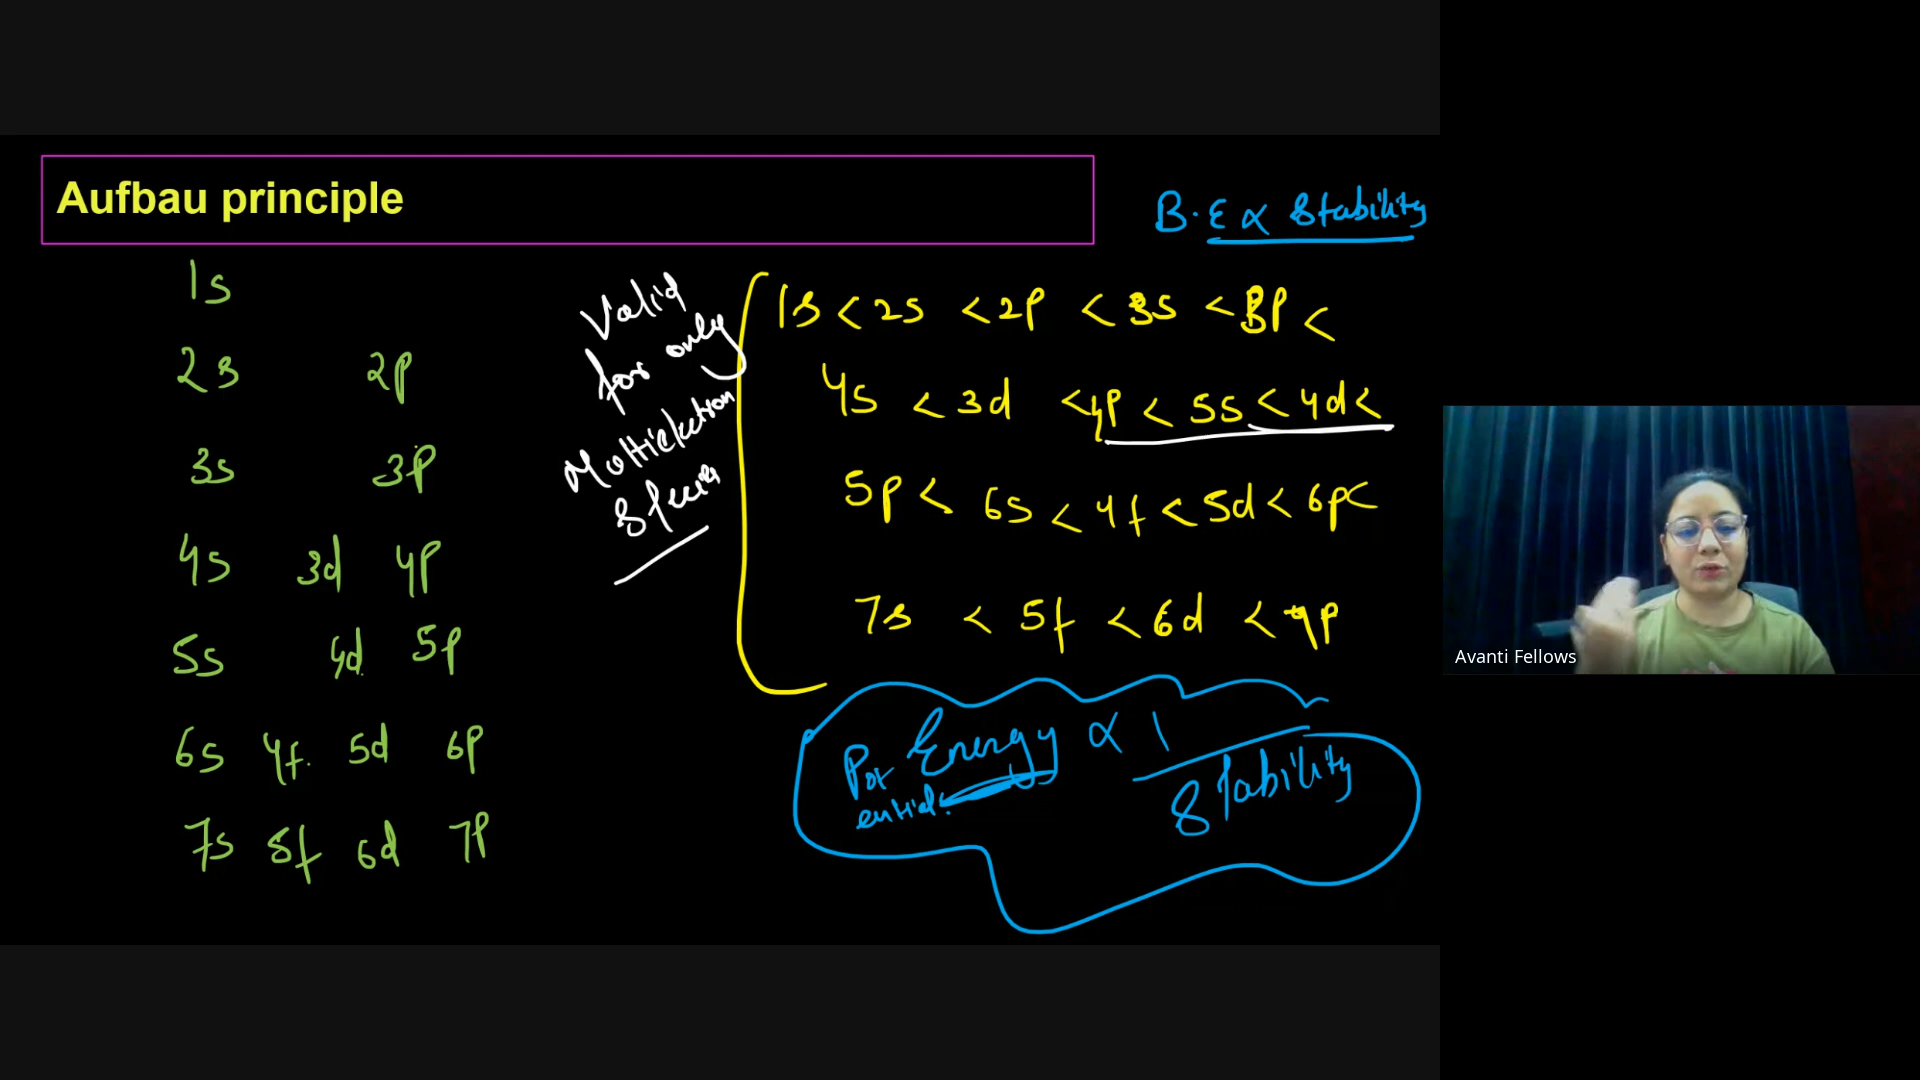 Aufbau principle
B.E ∝ Stability
1s
2s 2p
3s 3p
4s 3d 4p
5s 4d 5p
6s 4f. 5d 6p
7s 5f 6d 7p
Valid
for only
Multielectron
Species
1s < 2s < 2p < 3s < 3p <
4s < 3d < 4p < 5s < 4d <
5p < 6s < 4f < 5d < 6p <
7s < 5f < 6d < 7p
Potential Energy ∝ 1
Stability
Avanti Fellows